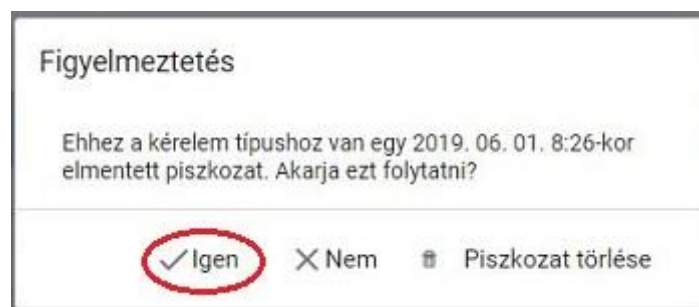 Figyelmeztetés
Ehhez a kérelem típushoz van egy 2019. 06. 01. 8:26-kor
elmentett piszkozat. Akarja ezt folytatni?
Igen Nem Piszkozat törlése